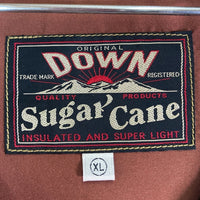 ORIGINAL
DOWN
TRADE MARK REGISTERED
QUALITY PRODUCTS
Sugar Cane
INSULATED AND SUPER LIGHT
XL